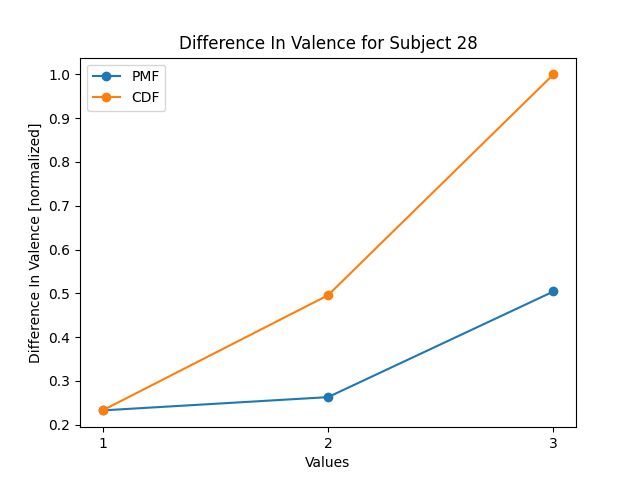 Difference In Valence for Subject 28
PMF
CDF
1.0
0.9
0.8
0.7
0.6
0.5
0.4
0.3
0.2
Difference In Valence [normalized]
1
2
3
Values